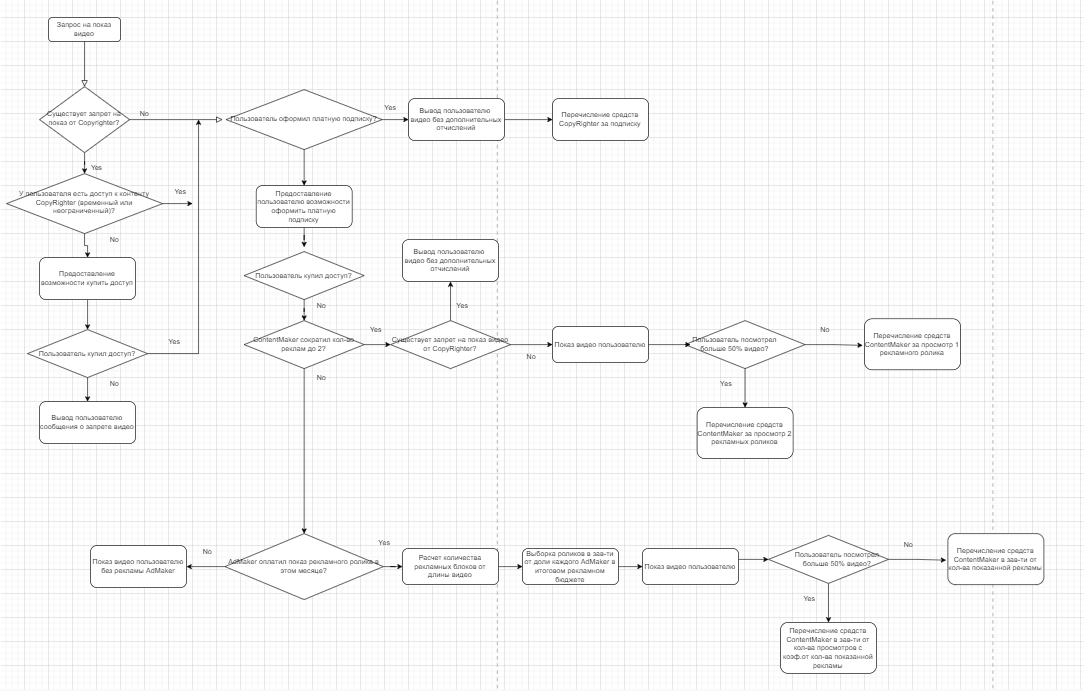 Запрос на показ
видео
Существует запрет на
показ от Copyrighter?
No
Yes
У пользователя есть доступ к контенту
CopyRighter (временный или
неограниченный)?
Yes
No
Предоставление
возможности купить доступ
Пользователь купил доступ?
Yes
No
Вывод пользователю
сообщения о запрете видео
Пользователь оформил платную подписку?
Yes
Вывод пользователю
видео без дополнительных
отчислений
Перечисление средств
CopyRighter за подписку
Предоставление
пользователю возможности
оформить платную
подписку
Пользователь купил доступ?
No
ContentMaker сократил кол-во
реклам до 2?
Yes
No
Вывод пользователю
видео без дополнительных
отчислений
Yes
Существует запрет на показ видео
от CopyRighter?
No
Показ видео пользователю
Пользователь посмотрел
больше 50% видео?
No
Перечисление средств
ContentMaker за просмотр 1
рекламного ролика
Yes
Перечисление средств
ContentMaker за просмотр 2
рекламных роликов
AdMaker оплатил показ рекламного ролика в
этом месяце?
No
Показ видео пользователю
без рекламы AdMaker
Yes
Расчет количества
рекламных блоков от
длины видео
Выборка роликов в зав-ти
от доли каждого AdMaker в
итоговом рекламном
бюджете
Показ видео пользователю
Пользователь посмотрел
больше 50% видео?
No
Перечисление средств
ContentMaker в зав-ти от
кол-ва показанной рекламы
Yes
Перечисление средств
ContentMaker в зав-ти от
кол-ва просмотров с
коэф.от кол-ва показанной
рекламы